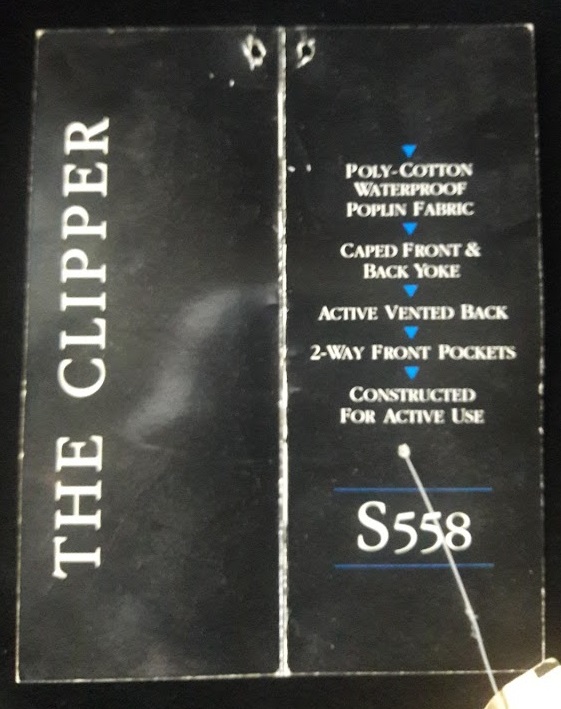 THE CLIPPER
POLY-COTTON
WATERPROOF
POPLIN FABRIC
CAPED FRONT &
BACK YOKE
ACTIVE VENTED BACK
2-WAY FRONT POCKETS
CONSTRUCTED
FOR ACTIVE USE
S558